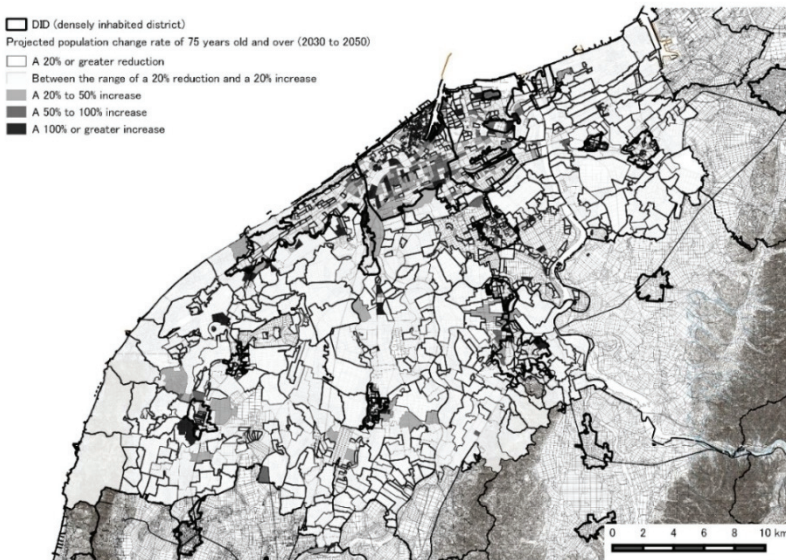 DID (densely inhabited district)
Projected population change rate of 75 years old and over (2030 to 2050)
A 20% or greater reduction
Between the range of a 20% reduction and a 20% increase
A 20% to 50% increase
A 50% to 100% increase
A 100% or greater increase
0 2 4 6 8 10 km